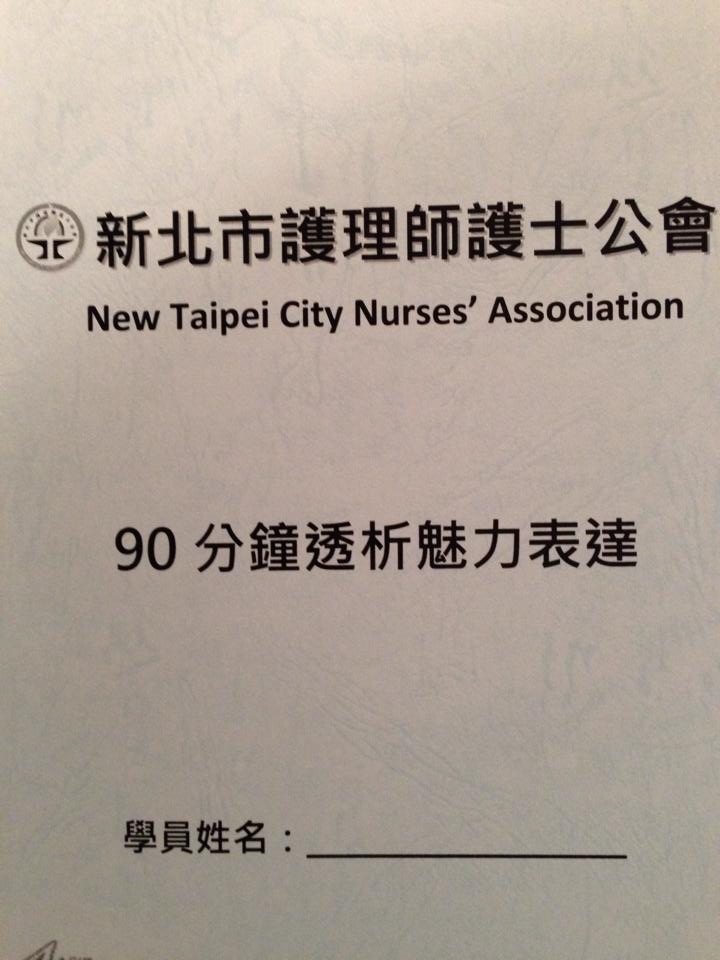 新北市護理師護士公會
New Taipei City Nurses' Association
90 分鐘透析魅力表達
學員姓名：